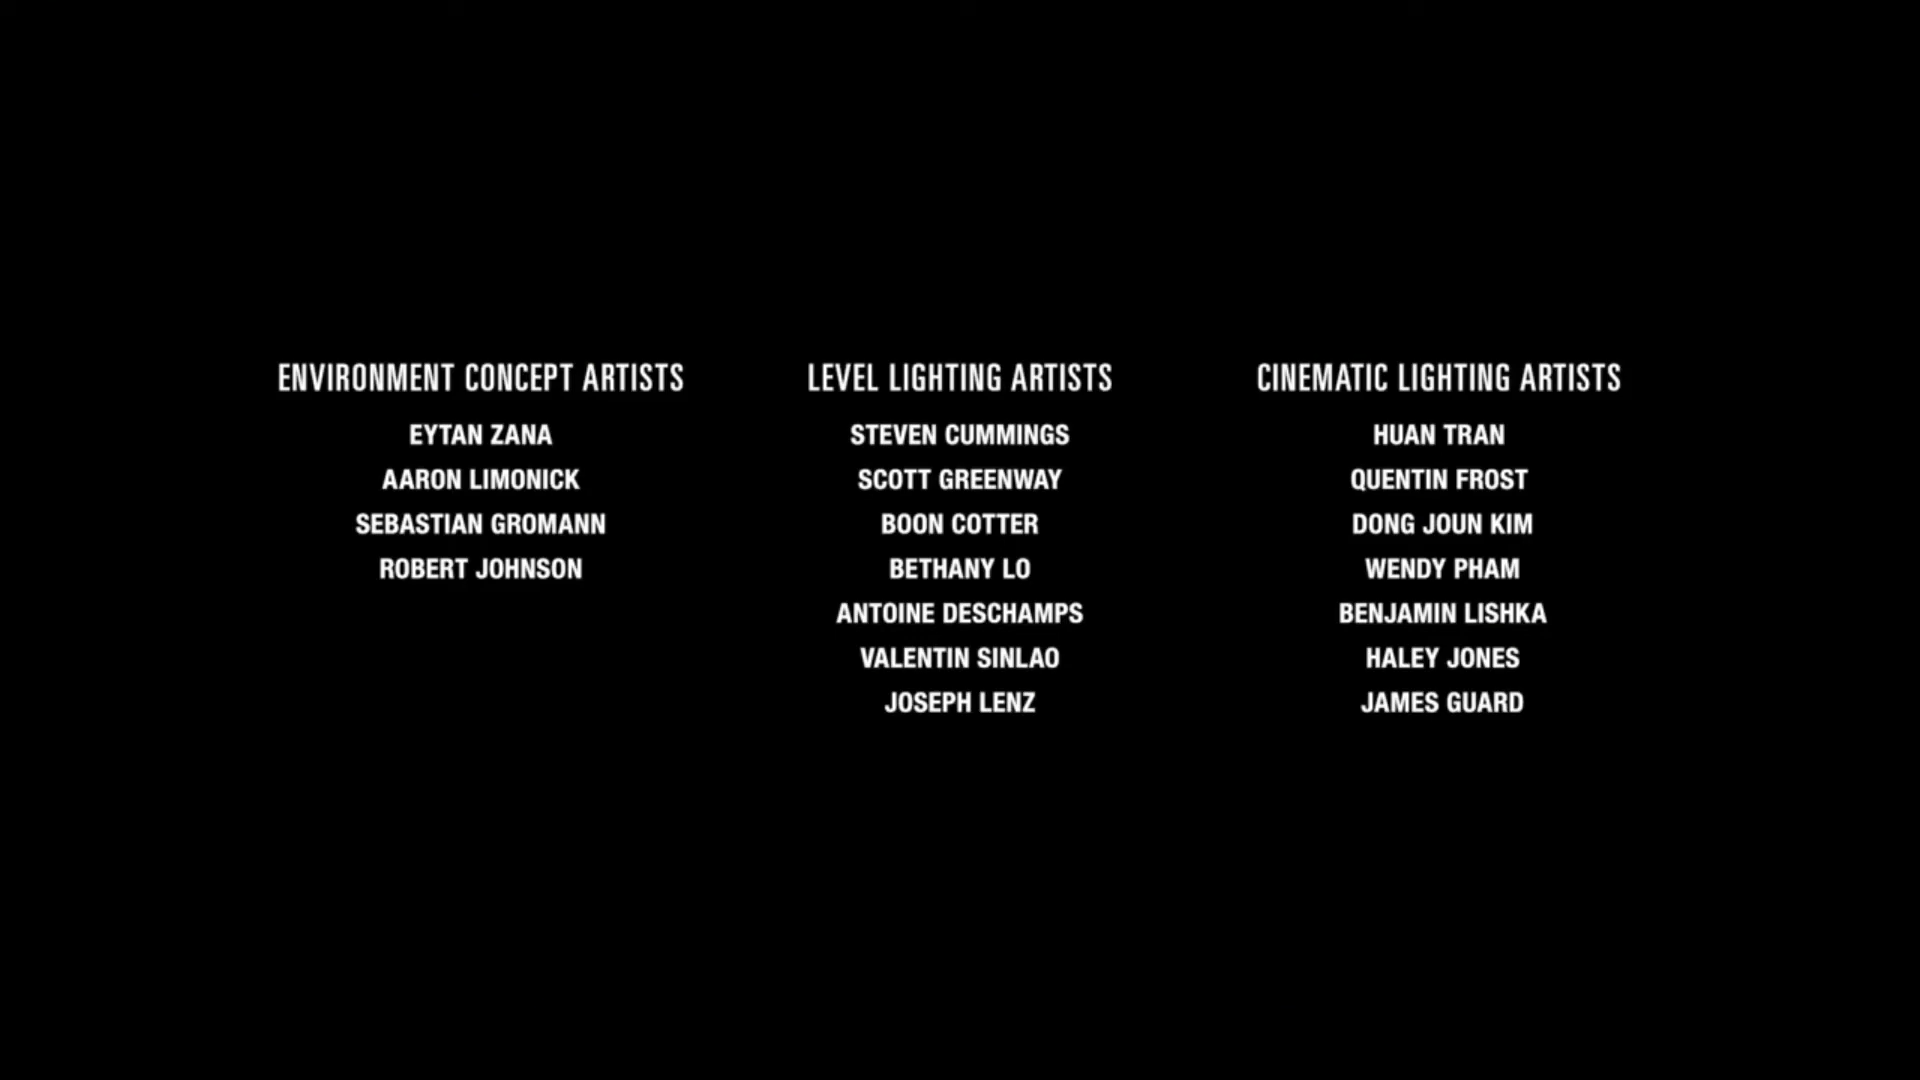 ENVIRONMENT CONCEPT ARTISTS
EYTAN ZANA
AARON LIMONICK
SEBASTIAN GROMANN
ROBERT JOHNSON
LEVEL LIGHTING ARTISTS
STEVEN CUMMINGS
SCOTT GREENWAY
BOON COTTER
BETHANY LO
ANTOINE DESCHAMPS
VALENTIN SINLAO
JOSEPH LENZ
CINEMATIC LIGHTING ARTISTS
HUAN TRAN
QUENTIN FROST
DONG JOUN KIM
WENDY PHAM
BENJAMIN LISHKA
HALEY JONES
JAMES GUARD